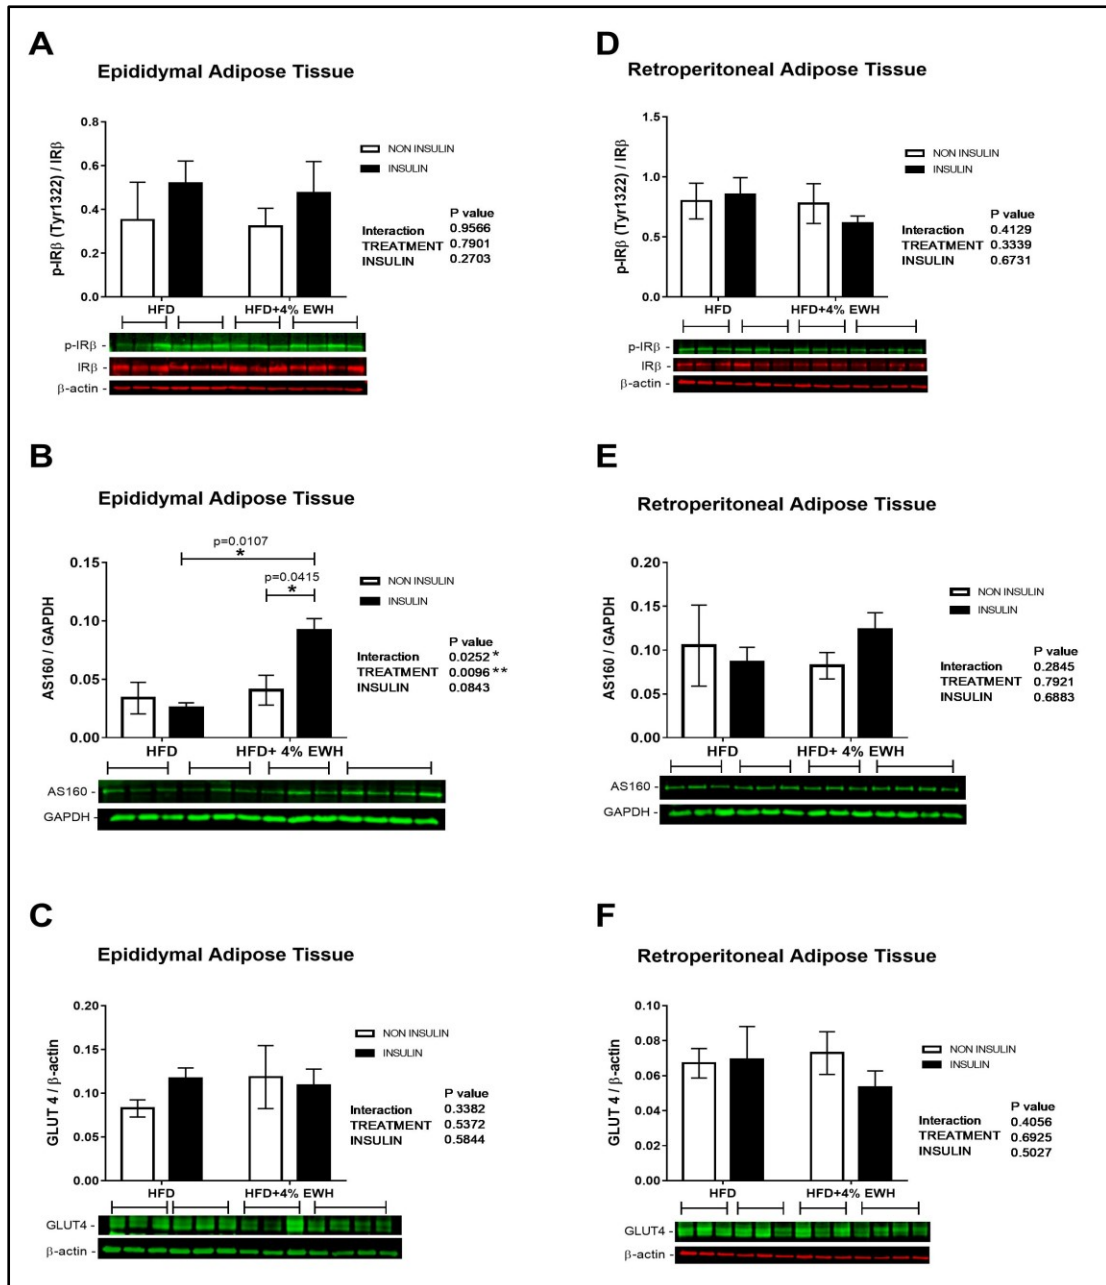 A
Epididymal Adipose Tissue
p-IRβ (Tyr1322) / IRβ
0.8
0.6
0.4
0.2
0.0
NON INSULIN
INSULIN
P value
Interaction 0.9566
TREATMENT 0.7901
INSULIN 0.2703
HFD HFD+4% EWH
p-IRβ -
IRβ -
β-actin -
D
Retroperitoneal Adipose Tissue
p-IRβ (Tyr1322) / IRβ
1.5
1.0
0.5
0.0
NON INSULIN
INSULIN
P value
Interaction 0.4129
TREATMENT 0.3339
INSULIN 0.6731
HFD HFD+4% EWH
p-IRβ -
IRβ -
β-actin -
B
Epididymal Adipose Tissue
AS160 / GAPDH
0.15
0.10
0.05
0.00
p=0.0107
*
p=0.0415
*
NON INSULIN
INSULIN
P value
Interaction 0.0252 *
TREATMENT 0.0096 **
INSULIN 0.0843
HFD HFD+ 4% EWH
AS160 -
GAPDH -
E
Retroperitoneal Adipose Tissue
AS160 / GAPDH
0.20
0.15
0.10
0.05
0.00
NON INSULIN
INSULIN
P value
Interaction 0.2845
TREATMENT 0.7921
INSULIN 0.6883
HFD HFD+ 4% EWH
AS160 -
GAPDH -
C
Epididymal Adipose Tissue
GLUT 4 / β-actin
0.20
0.15
0.10
0.05
0.00
NON INSULIN
INSULIN
P value
Interaction 0.3382
TREATMENT 0.5372
INSULIN 0.5844
HFD HFD+4% EWH
GLUT4 -
β-actin -
F
Retroperitoneal Adipose Tissue
GLUT 4 / β-actin
0.10
0.08
0.06
0.04
0.02
0.00
NON INSULIN
INSULIN
P value
Interaction 0.4056
TREATMENT 0.6925
INSULIN 0.5027
HFD HFD+4% EWH
GLUT4 -
β-actin -